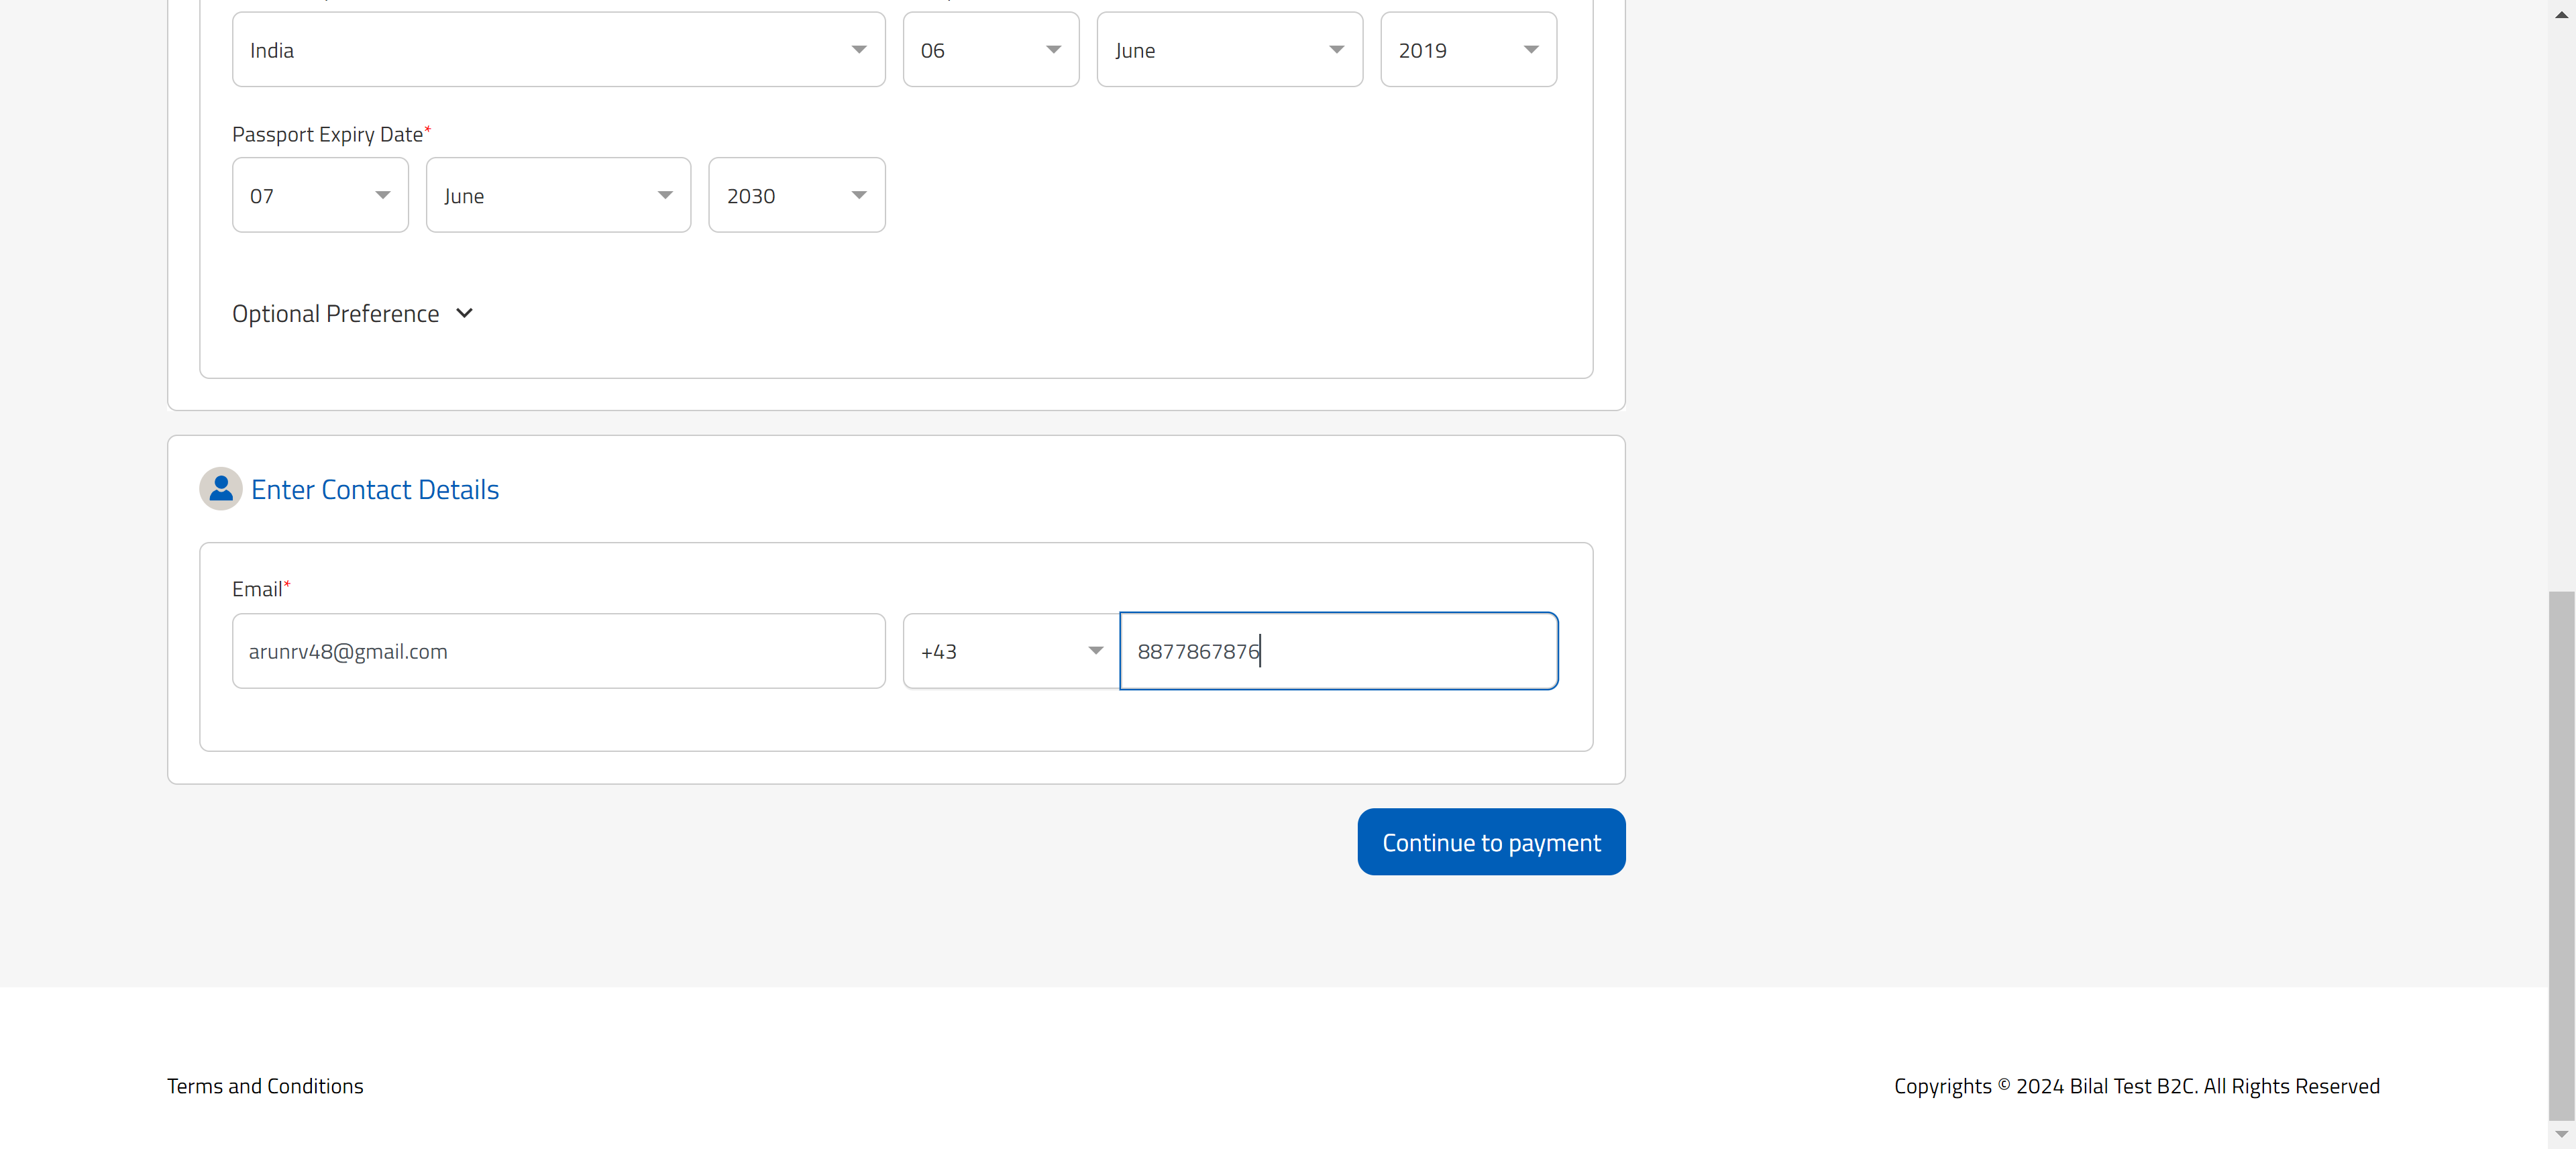 India
06
June
2019
Passport Expiry Date*
07
June
2030
Optional Preference
Enter Contact Details
Email*
arunrv48@gmail.com
+43
8877867876
Continue to payment
Terms and Conditions
Copyrights © 2024 Bilal Test B2C. All Rights Reserved